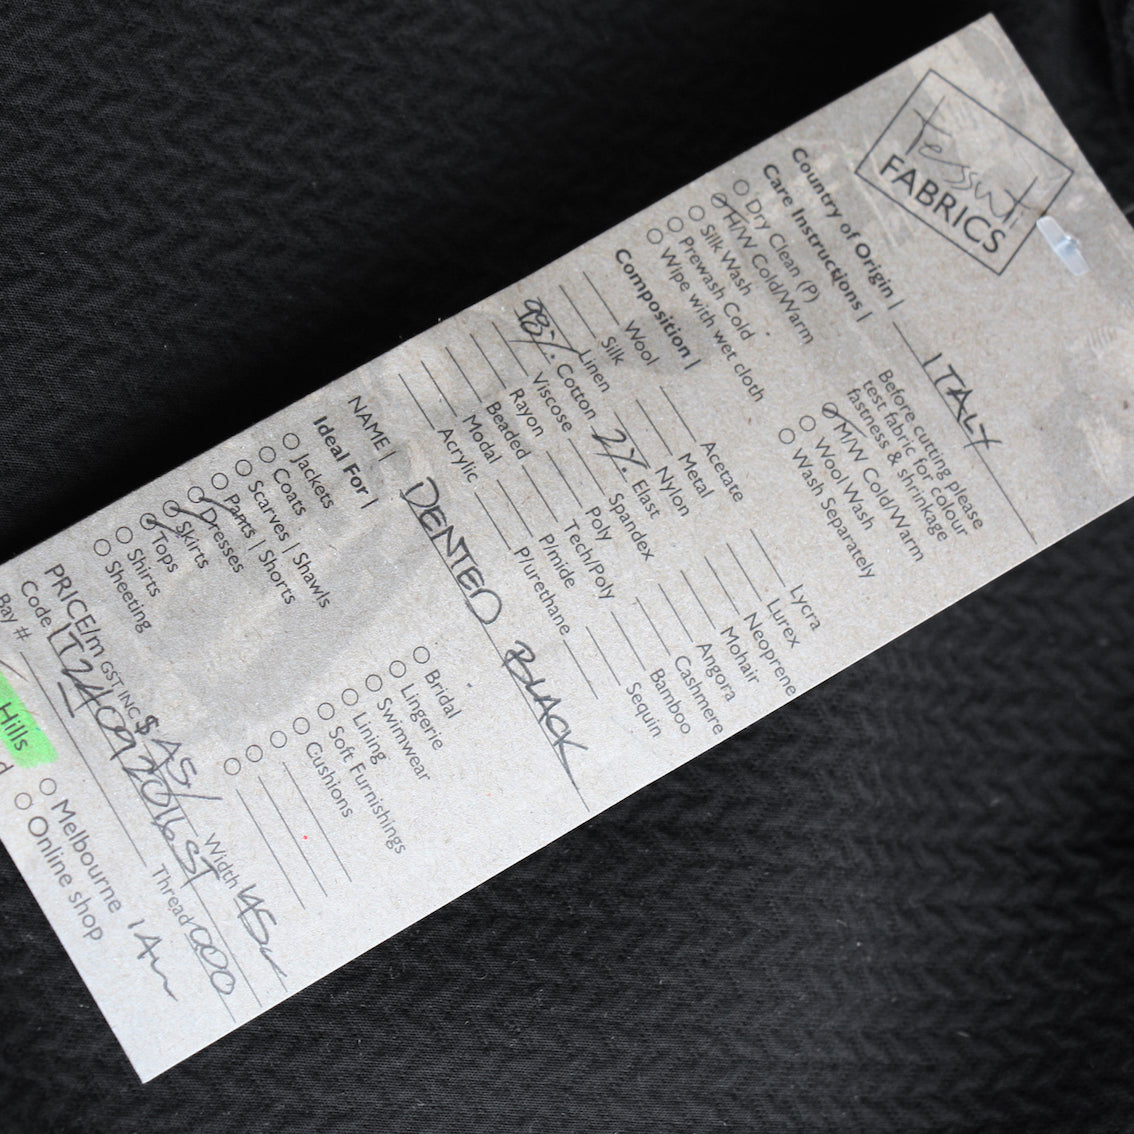 Tessuti
FABRICS
Country of Origin | ITALY
Care Instructions | Before cutting please
test fabric for colour
fastness & shrinkage
Dry Clean (P)
H/W Cold/Warm M/W Cold/Warm
Silk Wash Wool Wash
Prewash Cold Wash Separately
Wipe with wet cloth
Composition |
Wool Acetate Lycra
Silk Metal Lurex
Linen Nylon Neoprene
98% Cotton 2% Elast Mohair
Viscose Spandex Angora
Rayon Poly Cashmere
Beaded Tech/Poly Bamboo
Modal P/mide Sequin
Acrylic P/urethane
NAME | DENTED BLACK
Ideal For |
Jackets Bridal
Coats Lingerie
Scarves | Shawls Swimwear
Pants | Shorts Lining
Dresses Soft Furnishings
Skirts Cushions
Tops
Shirts
Sheeting
PRICE/m GST INC $ 45/ Width 145
Code Thread 000
Bay #
Hills Melbourne 14m
Online shop